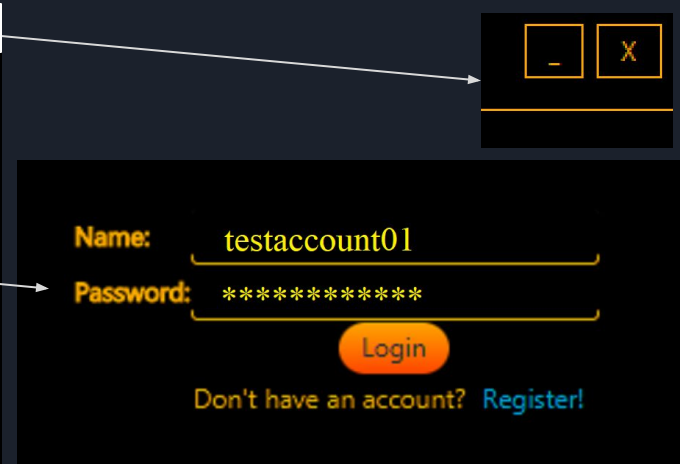 _ X
Name: testaccount01
Password: ************
Login
Don't have an account? Register!